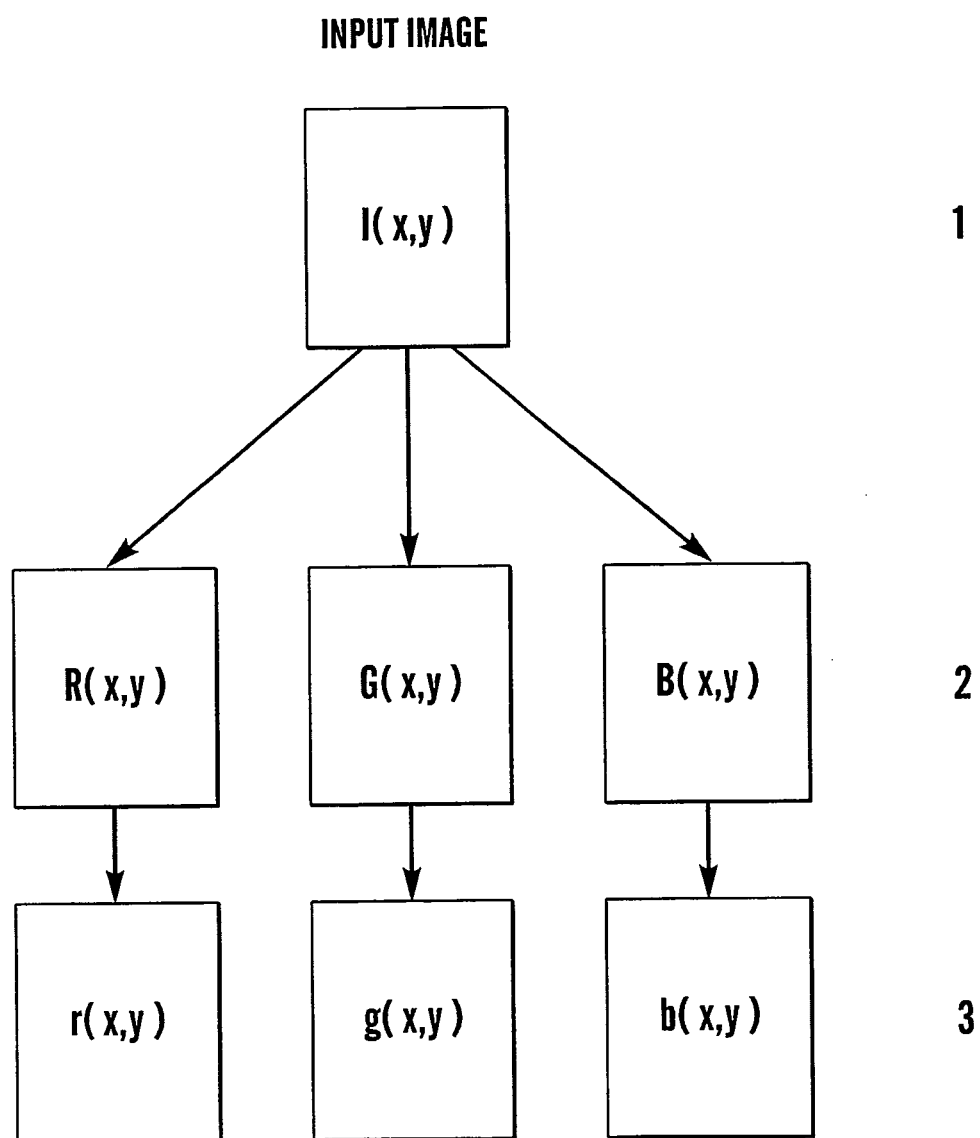 INPUT IMAGE
I( x,y ) 1
R( x,y ) G( x,y ) B( x,y ) 2
r( x,y ) g( x,y ) b( x,y ) 3